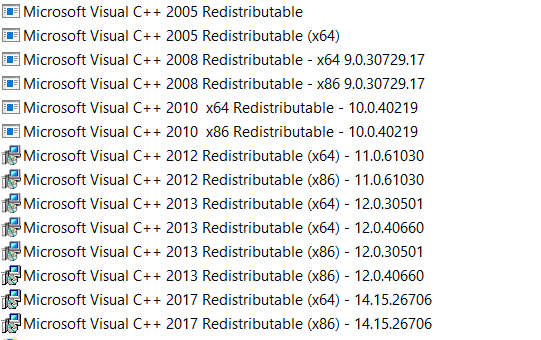 Microsoft Visual C++ 2005 Redistributable
Microsoft Visual C++ 2005 Redistributable (x64)
Microsoft Visual C++ 2008 Redistributable - x64 9.0.30729.17
Microsoft Visual C++ 2008 Redistributable - x86 9.0.30729.17
Microsoft Visual C++ 2010  x64 Redistributable - 10.0.40219
Microsoft Visual C++ 2010  x86 Redistributable - 10.0.40219
Microsoft Visual C++ 2012 Redistributable (x64) - 11.0.61030
Microsoft Visual C++ 2012 Redistributable (x86) - 11.0.61030
Microsoft Visual C++ 2013 Redistributable (x64) - 12.0.30501
Microsoft Visual C++ 2013 Redistributable (x64) - 12.0.40660
Microsoft Visual C++ 2013 Redistributable (x86) - 12.0.30501
Microsoft Visual C++ 2013 Redistributable (x86) - 12.0.40660
Microsoft Visual C++ 2017 Redistributable (x64) - 14.15.26706
Microsoft Visual C++ 2017 Redistributable (x86) - 14.15.26706